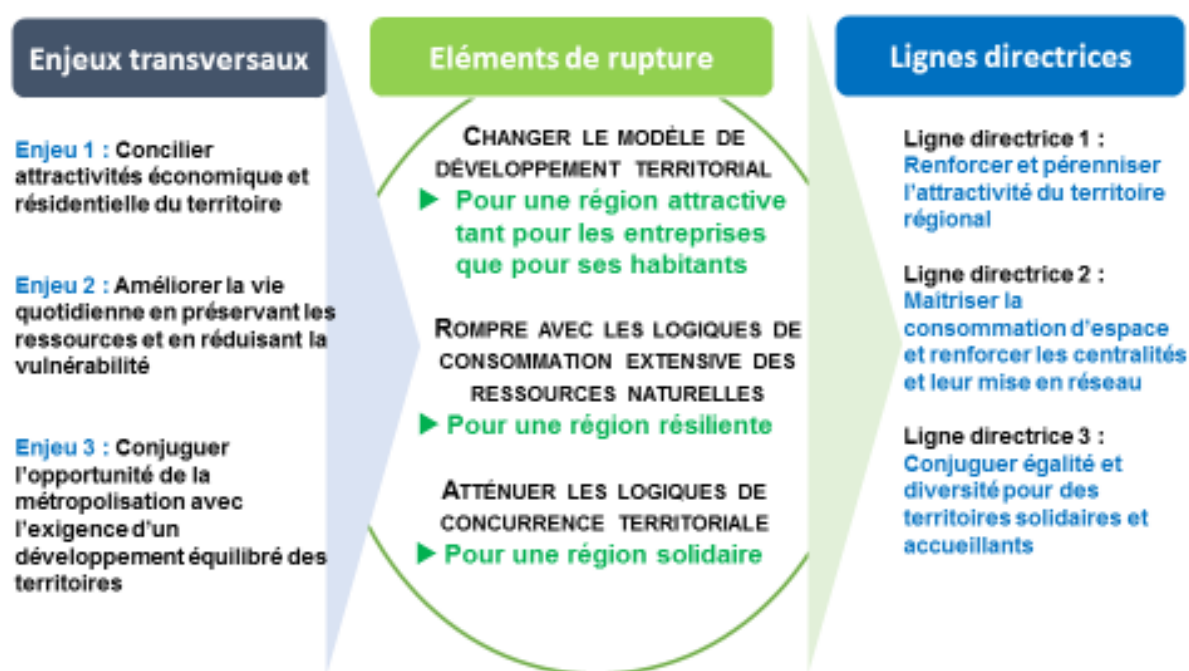 Enjeux transversaux
Enjeu 1 : Concilier
attractivités économique et
résidentielle du territoire
Enjeu 2 : Améliorer la vie
quotidienne en préservant les
ressources et en réduisant la
vulnérabilité
Enjeu 3 : Conjuguer
l'opportunité de la
métropolisation avec
l'exigence d'un
développement équilibré des
territoires
Eléments de rupture
CHANGER LE MODÈLE DE
DÉVELOPPEMENT TERRITORIAL
► Pour une région attractive
tant pour les entreprises
que pour ses habitants
ROMPRE AVEC LES LOGIQUES DE
CONSOMMATION EXTENSIVE DES
RESSOURCES NATURELLES
► Pour une région résiliente
ATTÉNUER LES LOGIQUES DE
CONCURRENCE TERRITORIALE
► Pour une région solidaire
Lignes directrices
Ligne directrice 1 :
Renforcer et pérenniser
l'attractivité du territoire
régional
Ligne directrice 2 :
Maitriser la
consommation d'espace
et renforcer les centralités
et leur mise en réseau
Ligne directrice 3 :
Conjuguer égalité et
diversité pour des
territoires solidaires et
accueillants